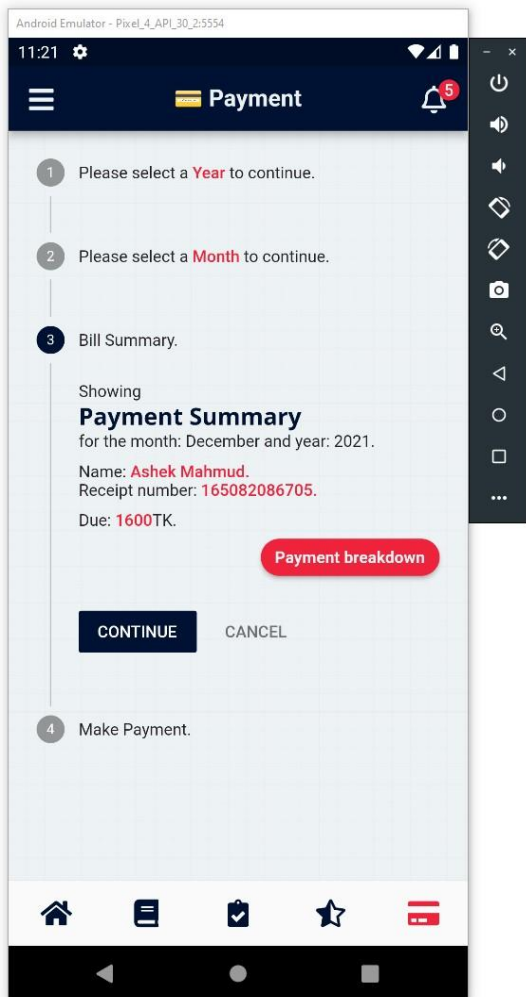 Android Emulator - Pixel_4_API_30_2:5554
11:21
Payment
5
1 Please select a Year to continue.
2 Please select a Month to continue.
3 Bill Summary.
Showing
Payment Summary
for the month: December and year: 2021.
Name: Ashek Mahmud.
Receipt number: 165082086705.
Due: 1600TK.
Payment breakdown
CONTINUE CANCEL
4 Make Payment.